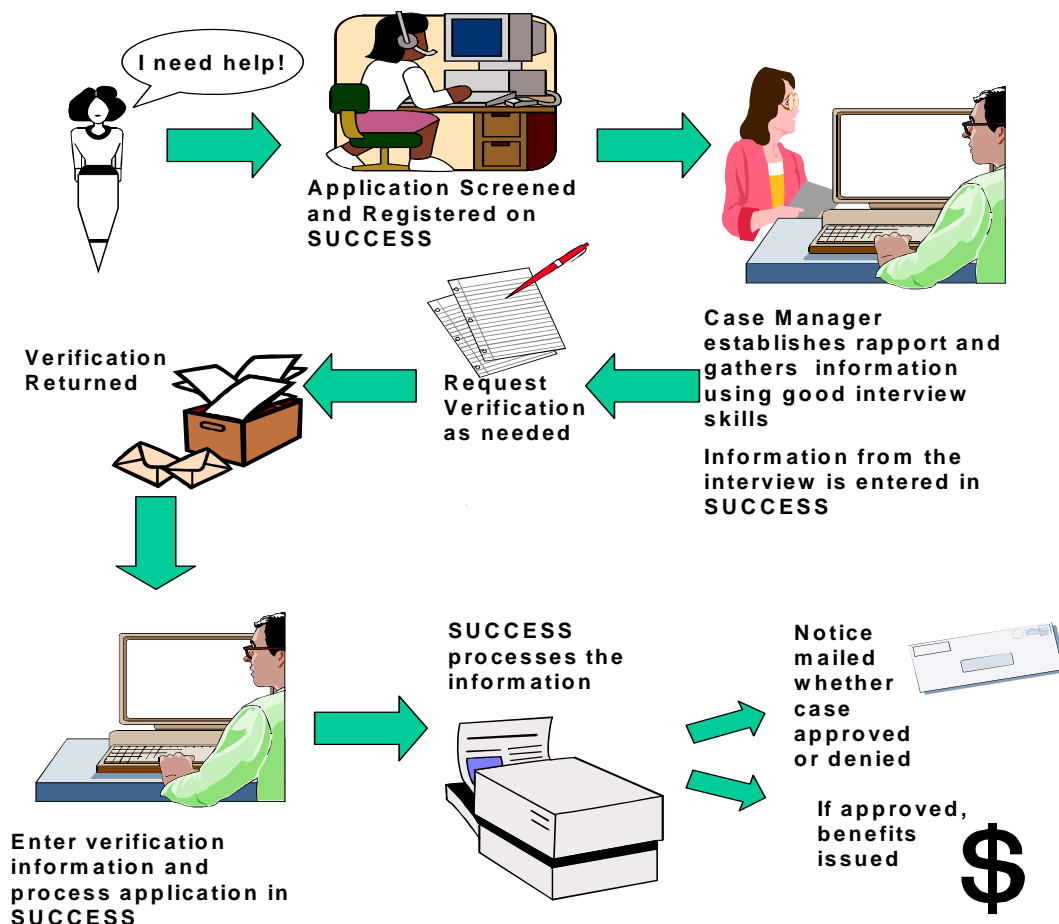 I need help!
Application Screened
and Registered on
SUCCESS
Case Manager
establishes rapport and
gathers information
using good interview
skills
Information from the
interview is entered in
SUCCESS
Request
Verification
as needed
Verification
Returned
Enter verification
information and
process application in
SUCCESS
SUCCESS
processes the
information
Notice
mailed
whether
case
approved
or denied
If approved,
benefits
issued
$